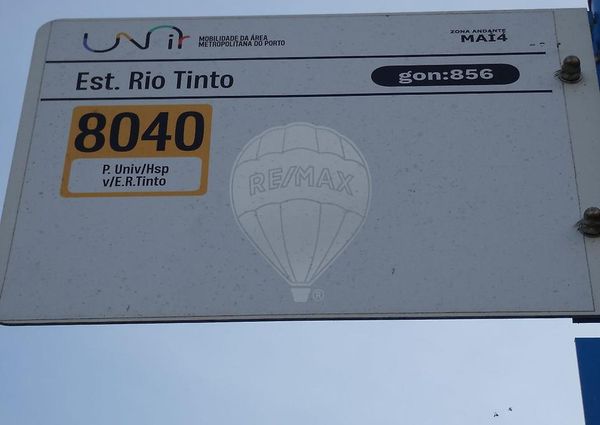 UNIR
MOBILIDADE DA ÁREA
METROPOLITANA DO PORTO
ZONA ANDANTE
MAI4
Est. Rio Tinto
gon:856
8040
P. Univ/Hsp
v/E.R.Tinto
RE/MAX
®